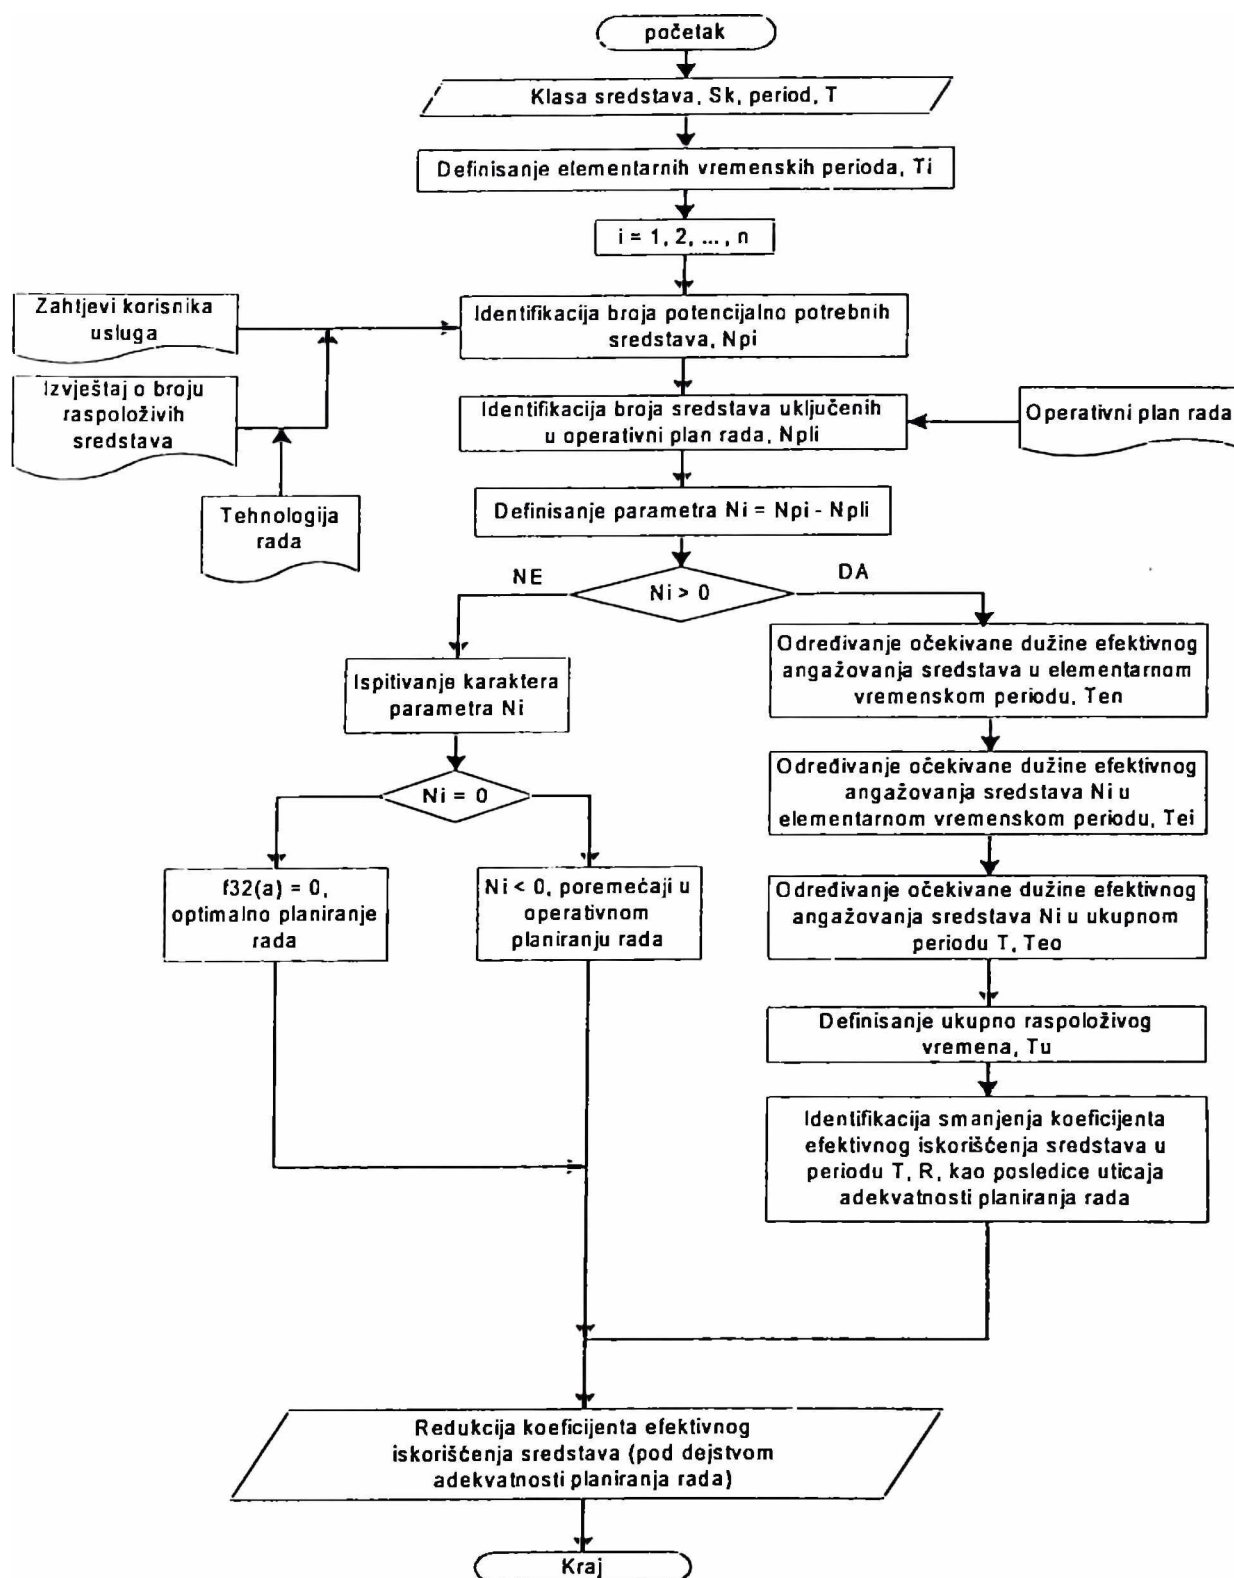 početak
Klasa sredstava, Sk, period, T
Definisanje elementarnih vremenskih perioda, Ti
i = 1, 2, ..., n
Zahtjevi korisnika
usluga
Identifikacija broja potencijalno potrebnih
sredstava, Npi
Izvještaj o broju
raspoloživih
sredstava
Identifikacija broja sredstava uključenih
u operativni plan rada, Npli
Operativni plan rada
Tehnologija
rada
Definisanje parametra Ni = Npi - Npli
NE
Ni > 0
DA
Ispitivanje karaktera
parametra Ni
Određivanje očekivane dužine efektivnog
angažovanja sredstava u elementarnom
vremenskom periodu, Ten
Ni = 0
Određivanje očekivane dužine efektivnog
angažovanja sredstava Ni u
elementarnom vremenskom periodu, Tei
f32(a) = 0,
optimalno planiranje
rada
Ni < 0, poremećaji u
operativnom
planiranju rada
Određivanje očekivane dužine efektivnog
angažovanja sredstava Ni u ukupnom
periodu T, Teo
Definisanje ukupno raspoloživog
vremena, Tu
Identifikacija smanjenja koeficijenta
efektivnog iskorišćenja sredstava u
periodu T, R, kao posledice uticaja
adekvatnosti planiranja rada
Redukcija koeficijenta efektivnog
iskorišćenja sredstava (pod dejstvom
adekvatnosti planiranja rada)
Kraj